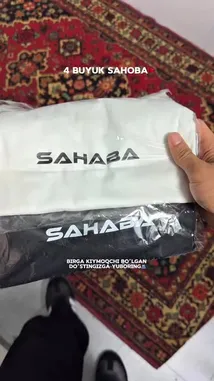 4 BUYUK SAHOBA
SAHABA
SAHABA
BIRGA KIYMOQCHI BO'LGAN
DO'STINGIZGA YUBORING